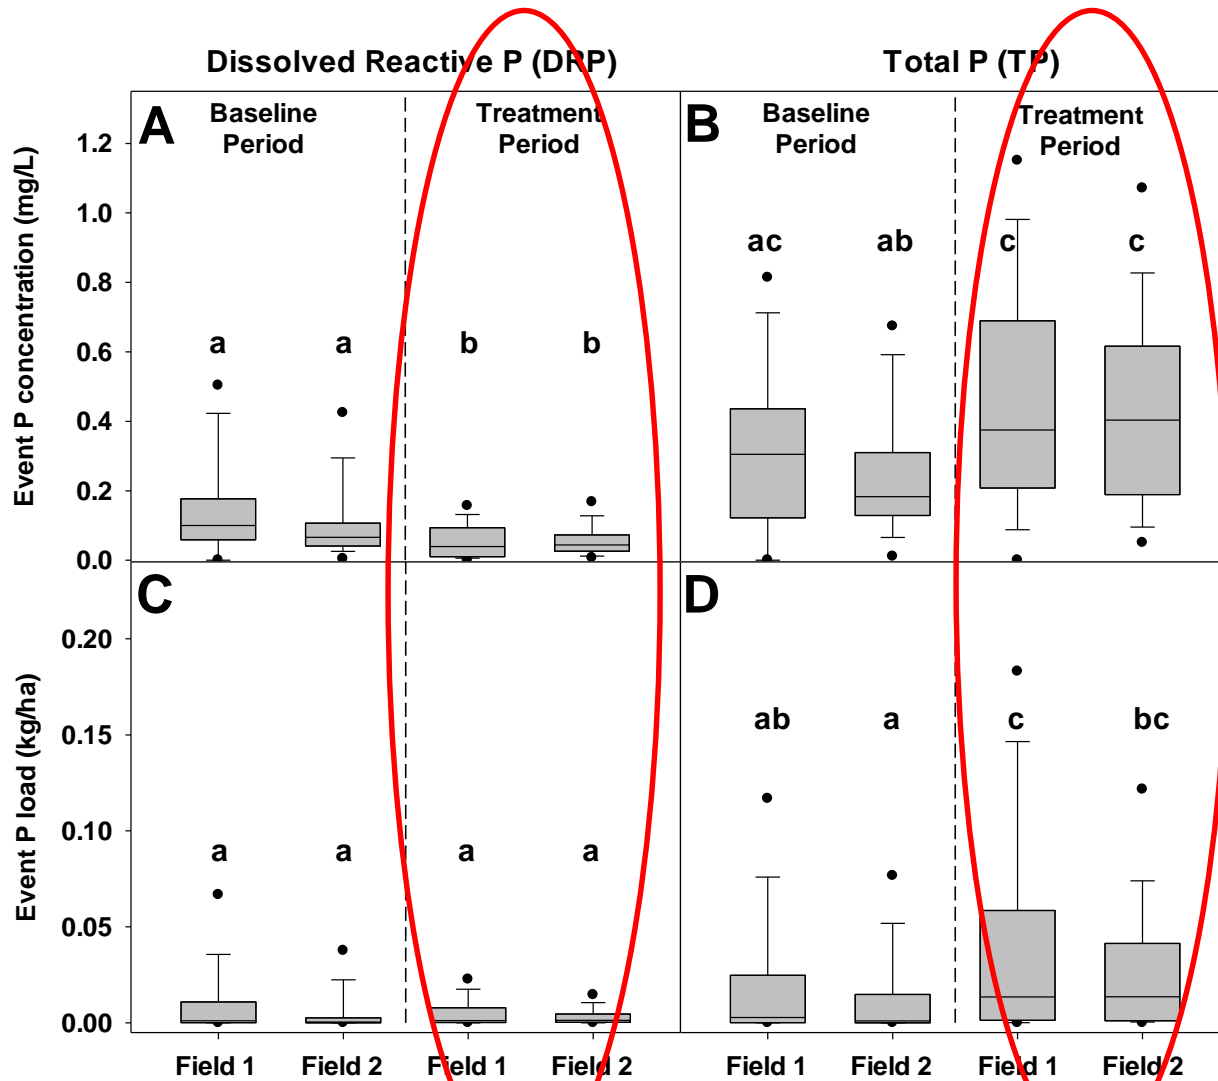 Dissolved Reactive P (DRP)
Total P (TP)
A
Baseline
Period
Treatment
Period
B
Baseline
Period
Treatment
Period
Event P concentration (mg/L)
1.2
1.0
0.8
0.6
0.4
0.2
0.0
a
a
b
b
ac
ab
c
c
C
D
Event P load (kg/ha)
0.20
0.15
0.10
0.05
0.00
a
a
a
a
ab
a
c
bc
Field 1
Field 2
Field 1
Field 2
Field 1
Field 2
Field 1
Field 2